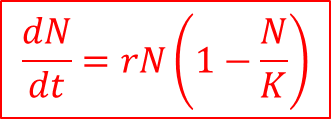 dN/dt = rN(1 − N/K)